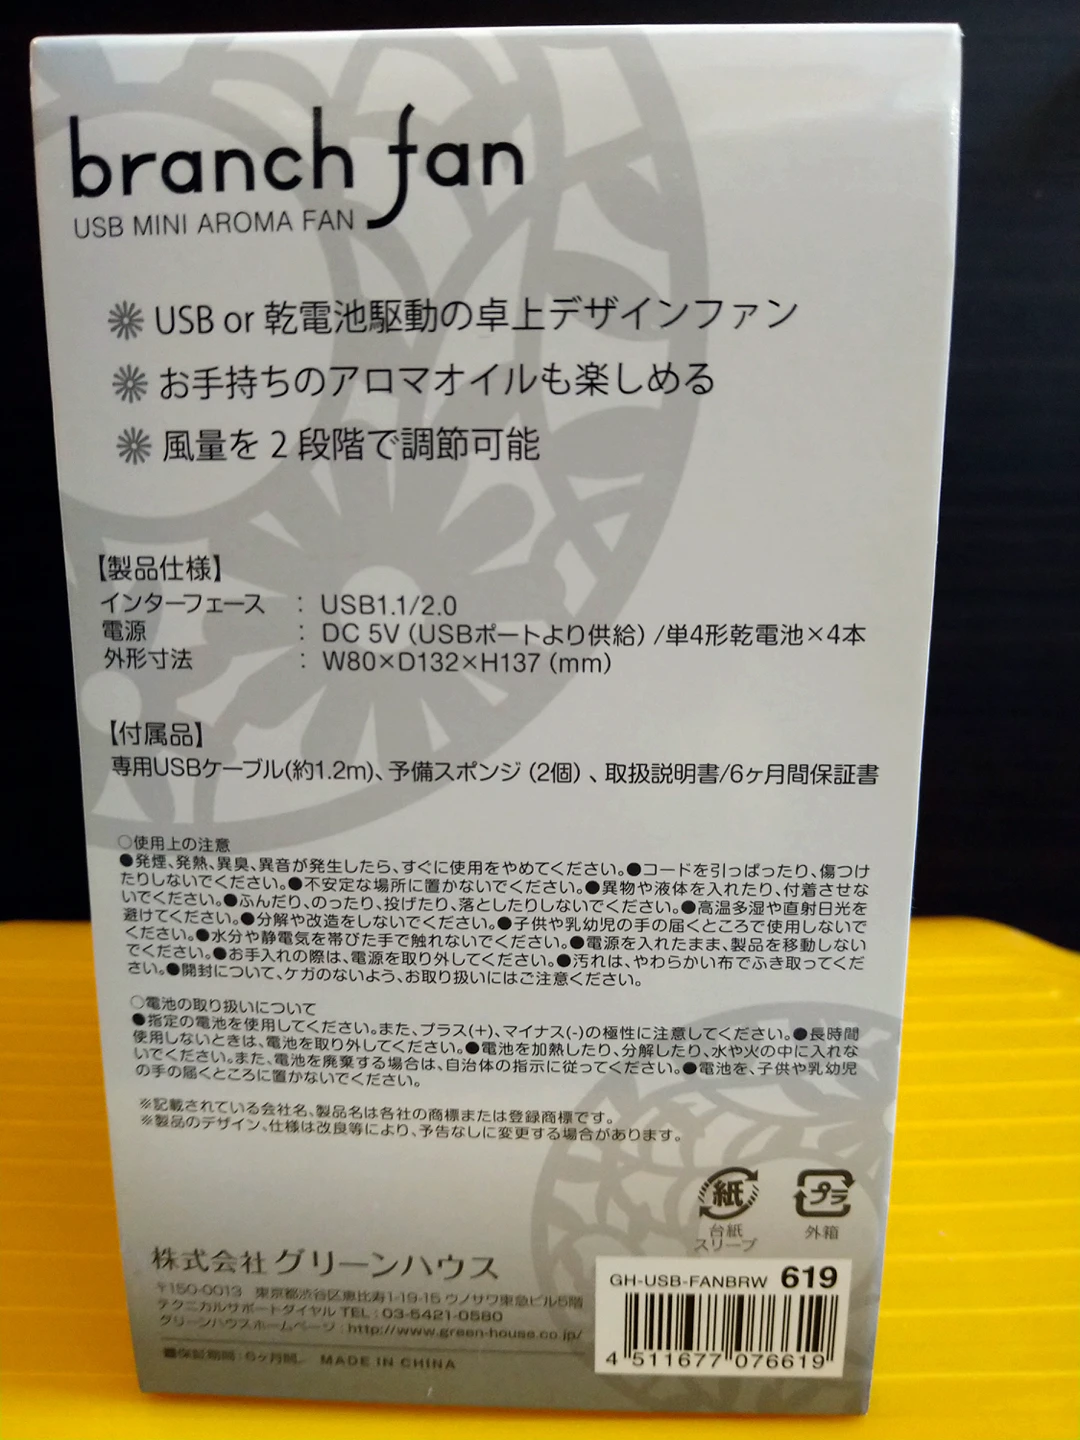 branch fan
USB MINI AROMA FAN
USB or 乾電池駆動の卓上デザインファン
お手持ちのアロマオイルも楽しめる
風量を2段階で調節可能
【製品仕様】
インターフェース : USB1.1/2.0
電源 : DC 5V(USBポートより供給)/単4形乾電池×4本
外形寸法 : W80×D132×H137(mm)
【付属品】
専用USBケーブル(約1.2m)、予備スポンジ(2個)、取扱説明書/6ヶ月間保証書
○使用上の注意
●発煙、発熱、異臭、異音が発生したら、すぐに使用をやめてください。●コードを引っぱったり、傷つけ
たりしないでください。●不安定な場所に置かないでください。●異物や液体を入れたり、付着させな
いでください。●ふんだり、のったり、投げたり、落としたりしないでください。●高温多湿や直射日光を
避けてください。●分解や改造をしないでください。●子供や乳幼児の手の届くところで使用しないで
ください。●水分や静電気を帯びた手で触れないでください。●電源を入れたまま、製品を移動しない
でください。●お手入れの際は、電源を取り外してください。●汚れは、やわらかい布でふき取ってくだ
さい。●開封について、ケガのないよう、お取り扱いにはご注意ください。
○電池の取り扱いについて
●指定の電池を使用してください。また、プラス(+)、マイナス(-)の極性に注意してください。●長時間
使用しないときは、電池を取り外してください。●電池を加熱したり、分解したり、水や火の中に入れな
いでください。また、電池を廃棄する場合は、自治体の指示に従ってください。●電池を、子供や乳幼児
の手の届くところに置かないでください。
※記載されている会社名、製品名は各社の商標または登録商標です。
※製品のデザイン、仕様は改良等により、予告なしに変更する場合があります。
紙
台紙
スリーブ
プラ
外箱
株式会社 グリーンハウス
〒150-0013 東京都渋谷区恵比寿1-19-15 ウノサワ東急ビル5階
テクニカルサポートダイヤル TEL:03-5421-0580
グリーンハウスホームページ:http://www.green-house.co.jp/
■保証期間:6ヶ月間。 MADE IN CHINA
GH-USB-FANBRW 619
4 511677 076619